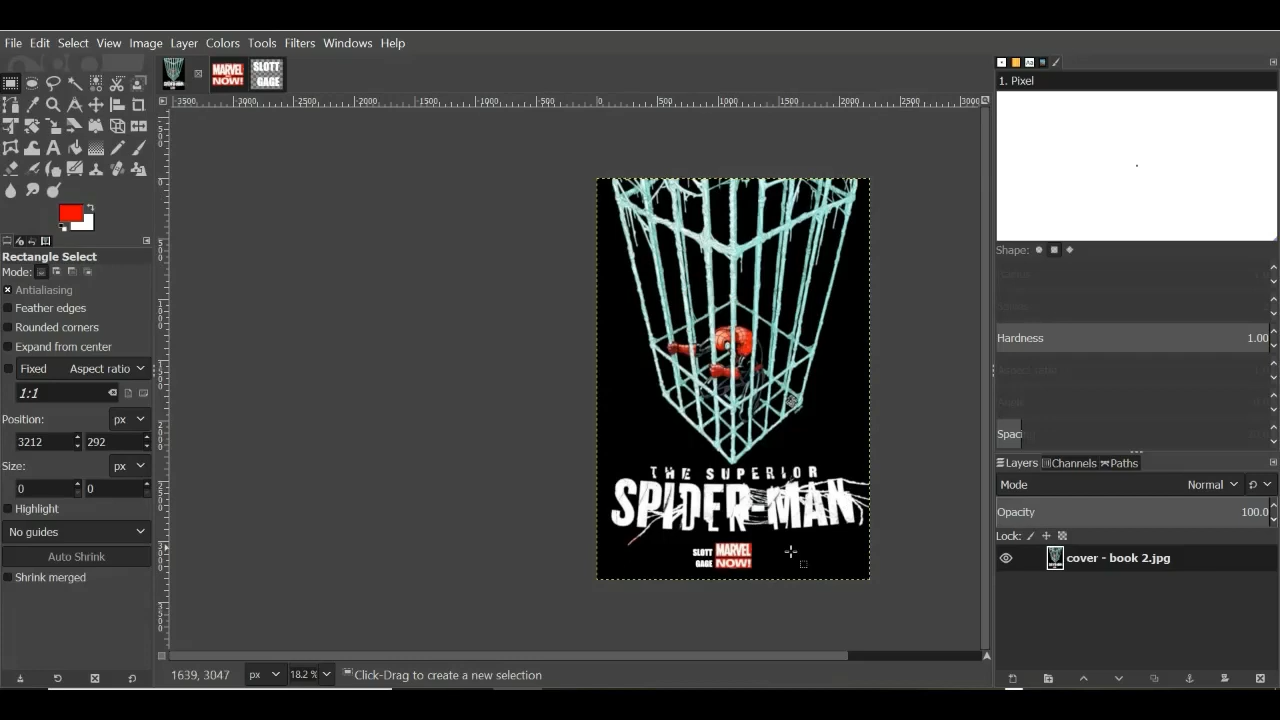 File Edit Select View Image Layer Colors Tools Filters Windows Help
MARVEL
NOW!
SLOTT
GAGE
1. Pixel
Shape:
Hardness 1.00
Spaci
Rectangle Select
Mode:
Antialiasing
Feather edges
Rounded corners
Expand from center
Fixed Aspect ratio
1:1
Position: px
3212 292
Size: px
0 0
Highlight
No guides
Auto Shrink
Shrink merged
THE SUPERIOR
SPIDER-MAN
SLOTT
GAGE
MARVEL
NOW!
1639, 3047 px 18.2 % Click-Drag to create a new selection
Layers Channels Paths
Mode Normal
Opacity 100.0
Lock:
cover - book 2.jpg